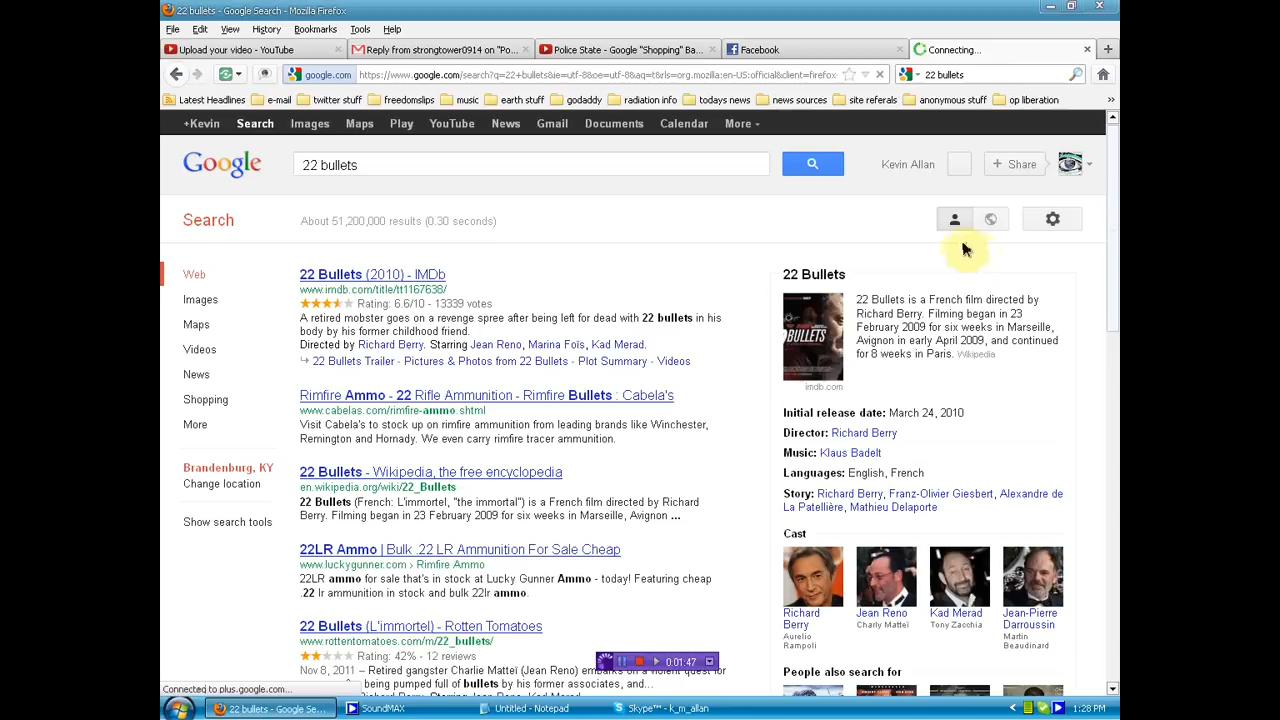 22 bullets - Google Search - Mozilla Firefox
File Edit View History Bookmarks Tools Help
Upload your video - YouTube
Reply from strongtower0914 on "Po...
Police State - Google "Shopping" Ba...
Facebook
Connecting...
google.com https://www.google.com/search?q=22+bullets&ie=utf-8&oe=utf-8&aq=t&rls=org.mozilla:en-US:official&client=firefox- 22 bullets
Latest Headlines e-mail twitter stuff freedomslips music earth stuff godaddy radiation info todays news news sources site referals anonymous stuff op liberation »
+Kevin Search Images Maps Play YouTube News Gmail Documents Calendar More
Google 22 bullets Kevin Allan + Share
Search About 51,200,000 results (0.30 seconds)
Web
Images
Maps
Videos
News
Shopping
More
Brandenburg, KY
Change location
Show search tools
22 Bullets (2010) - IMDb
www.imdb.com/title/tt1167638/
Rating: 6.6/10 - 13339 votes
A retired mobster goes on a revenge spree after being left for dead with 22 bullets in his
body by his former childhood friend.
Directed by Richard Berry. Starring Jean Reno, Marina Foïs, Kad Merad.
22 Bullets Trailer - Pictures & Photos from 22 Bullets - Plot Summary - Videos
Rimfire Ammo - 22 Rifle Ammunition - Rimfire Bullets : Cabela's
www.cabelas.com/rimfire-ammo.shtml
Visit Cabela's to stock up on rimfire ammunition from leading brands like Winchester,
Remington and Hornady. We even carry rimfire tracer ammunition.
22 Bullets - Wikipedia, the free encyclopedia
en.wikipedia.org/wiki/22_Bullets
22 Bullets (French: L'immortel, "the immortal") is a French film directed by Richard
Berry. Filming began in 23 February 2009 for six weeks in Marseille, Avignon ...
22LR Ammo | Bulk .22 LR Ammunition For Sale Cheap
www.luckygunner.com › Rimfire Ammo
22LR ammo for sale that's in stock at Lucky Gunner Ammo - today! Featuring cheap
.22 lr ammunition in stock and bulk 22lr ammo.
22 Bullets (L'immortel) - Rotten Tomatoes
www.rottentomatoes.com/m/22_bullets/
Rating: 42% - 12 reviews
Nov 8, 2011 – Retired gangster Charlie Matteï (Jean Reno) embarks on a violent quest for
being pumped full of bullets by his former associates, and...
22 Bullets
22 Bullets is a French film directed by
Richard Berry. Filming began in 23
February 2009 for six weeks in Marseille,
Avignon in early April 2009, and continued
for 8 weeks in Paris. Wikipedia
BULLETS
imdb.com
Initial release date: March 24, 2010
Director: Richard Berry
Music: Klaus Badelt
Languages: English, French
Story: Richard Berry, Franz-Olivier Giesbert, Alexandre de
La Patellière, Mathieu Delaporte
Cast
Richard Berry
Aurelio Rampoli
Jean Reno
Charly Matteï
Kad Merad
Tony Zacchia
Jean-Pierre Darroussin
Martin Beaudinard
People also search for
0:01:47
Connected to plus.google.com...
22 bullets - Google Se... SoundMAX Untitled - Notepad Skype™ - k_m_allan 1:28 PM